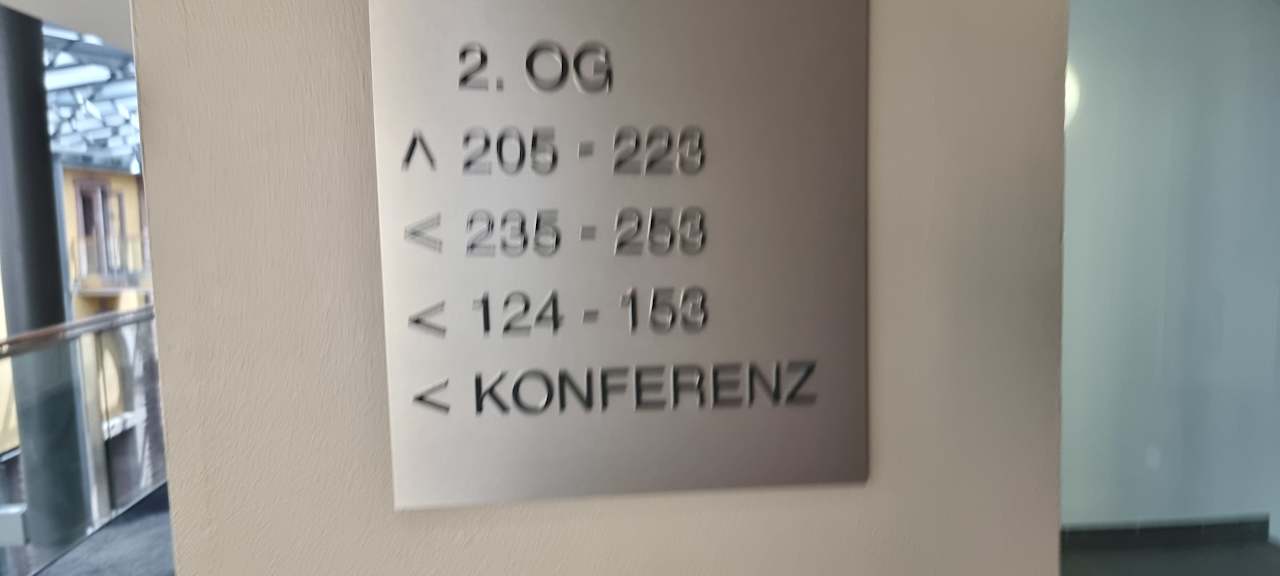 2. OG
^ 205 - 223
< 235 - 253
< 124 - 153
< KONFERENZ